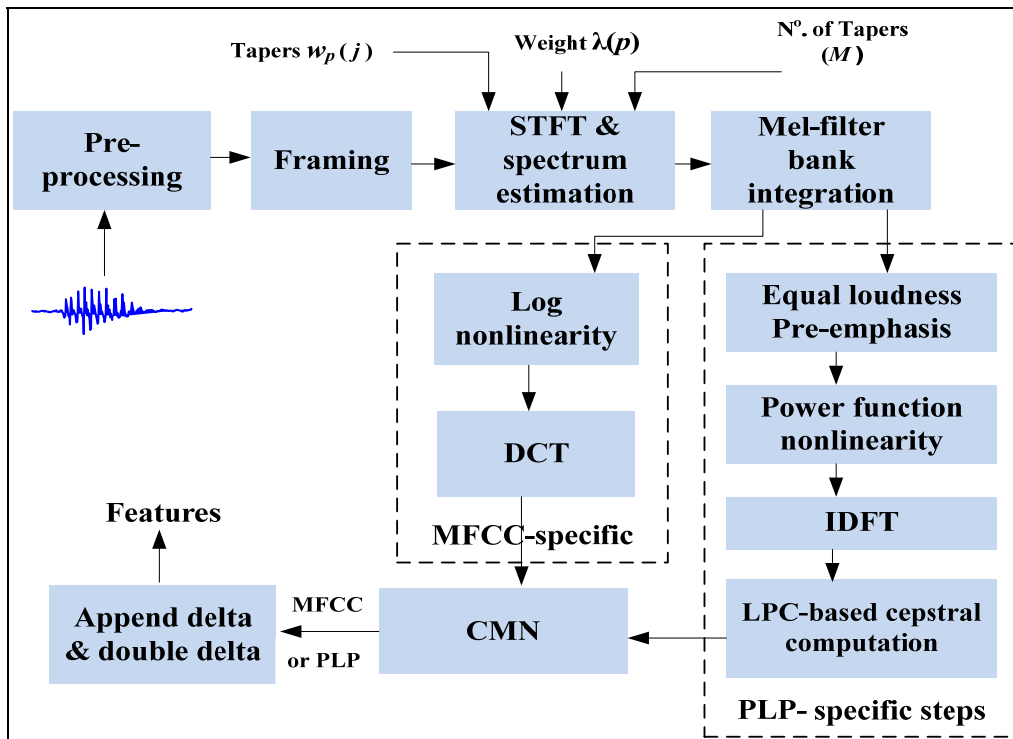 Tapers w_p(j)
Weight λ(p)
Nº. of Tapers
(M)
Pre-
processing
Framing
STFT &
spectrum
estimation
Mel-filter
bank
integration
Log
nonlinearity
DCT
MFCC-specific
Equal loudness
Pre-emphasis
Power function
nonlinearity
IDFT
LPC-based cepstral
computation
PLP- specific steps
CMN
MFCC
or PLP
Append delta
& double delta
Features